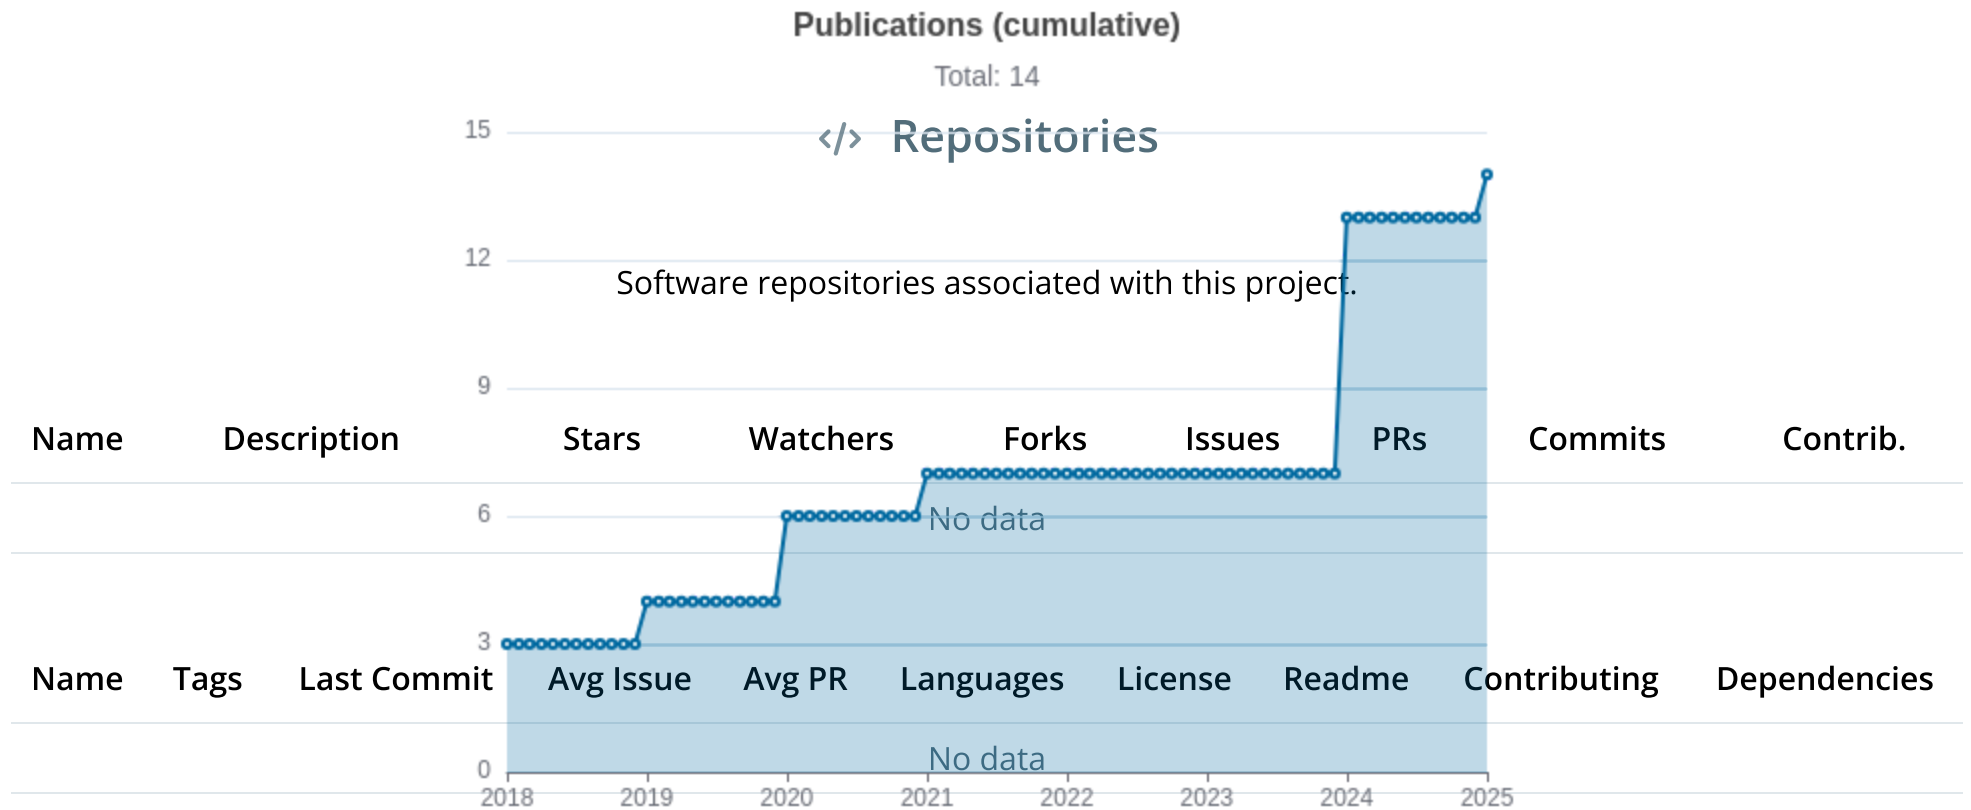 Publications (cumulative)
Total: 14
15
Repositories
12
Software repositories associated with this project.
9
Name Description Stars Watchers Forks Issues PRs Commits Contrib.
6
No data
3
Name Tags Last Commit Avg Issue Avg PR Languages License Readme Contributing Dependencies
No data
0
2018 2019 2020 2021 2022 2023 2024 2025